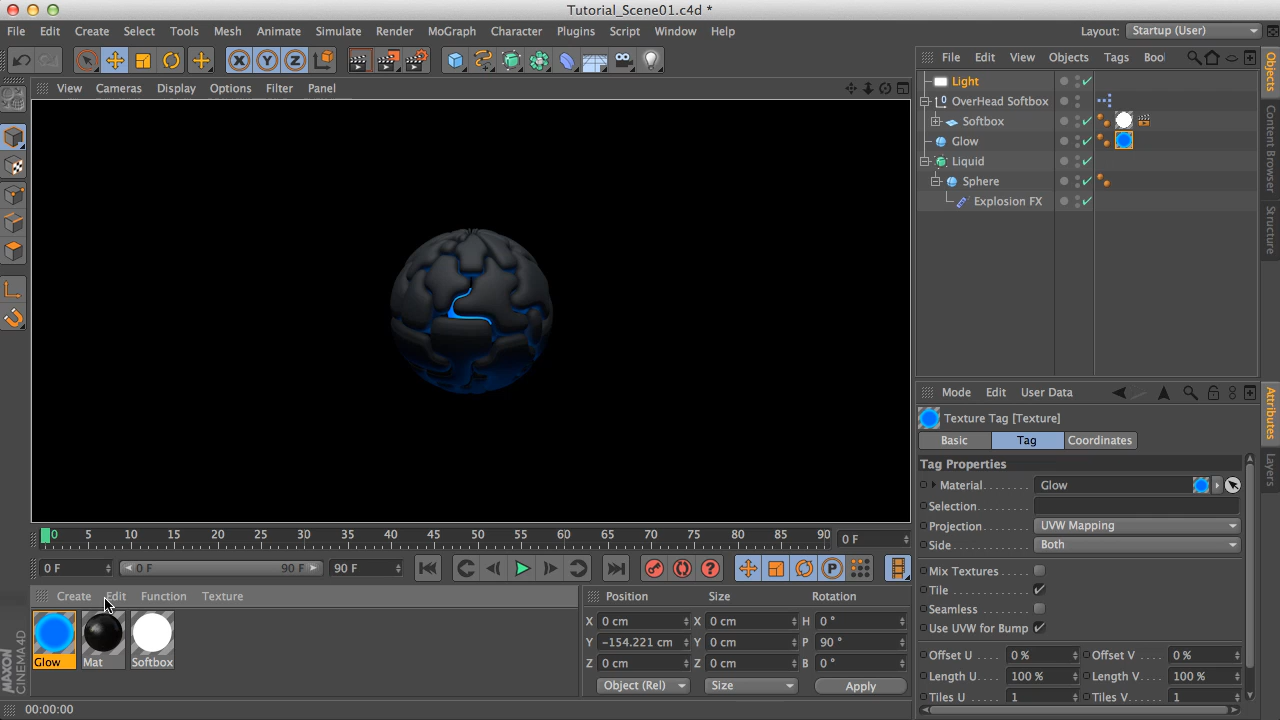 Tutorial_Scene01.c4d *
File Edit Create Select Tools Mesh Animate Simulate Render MoGraph Character Plugins Script Window Help Layout: Startup (User)
View Cameras Display Options Filter Panel
File Edit View Objects Tags Boo
Light
OverHead Softbox
Softbox
Glow
Liquid
Sphere
Explosion FX
Objects
Content Browser
Structure
Mode Edit User Data
Texture Tag [Texture]
Basic Tag Coordinates
Tag Properties
Material........ Glow
Selection.......
Projection....... UVW Mapping
Side............ Both
Mix Textures
Tile
Seamless
Use UVW for Bump
Offset U .... 0 % Offset V .... 0 %
Length U.... 100 % Length V.... 100 %
Tiles U .... 1 Tiles V.... 1
Attributes
Layers
0 5 10 15 20 25 30 35 40 45 50 55 60 65 70 75 80 85 90 0 F
0 F 0 F 90 F 90 F
Create Edit Function Texture
Glow Mat Softbox
Position Size Rotation
X 0 cm X 0 cm H 0 °
Y -154.221 cm Y 0 cm P 90 °
Z 0 cm Z 0 cm B 0 °
Object (Rel) Size Apply
MAXON
CINEMA 4D
00:00:00